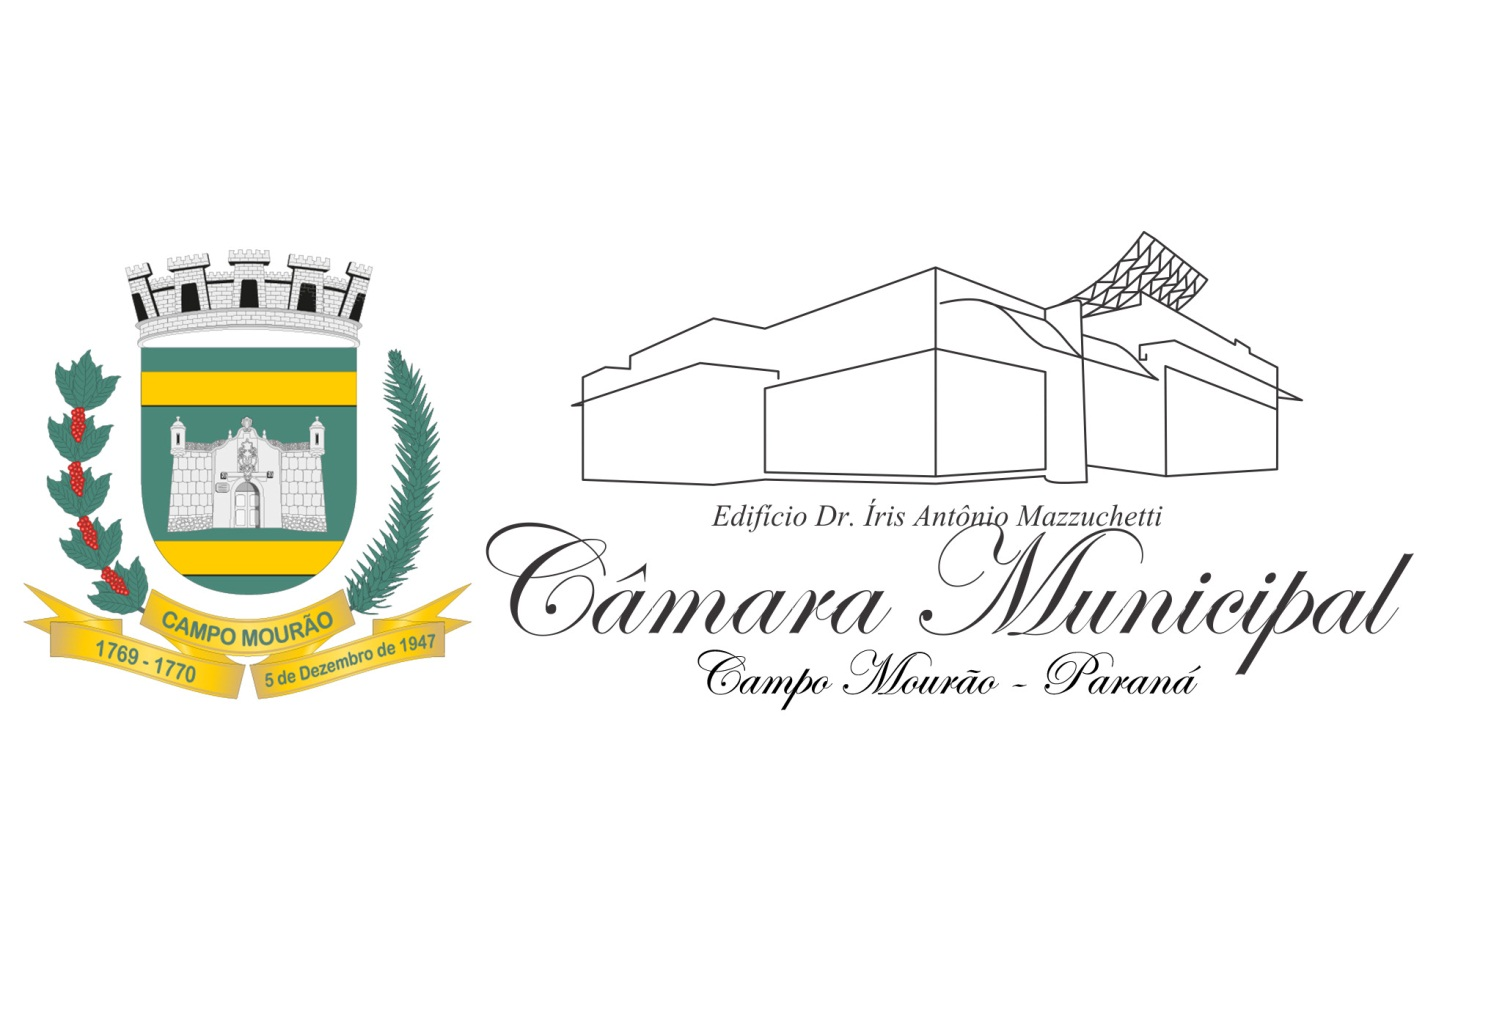 CAMPO MOURÃO
1769 - 1770
5 de Dezembro de 1947
Edifício Dr. Íris Antônio Mazzuchetti
Câmara Municipal
Campo Mourão - Paraná